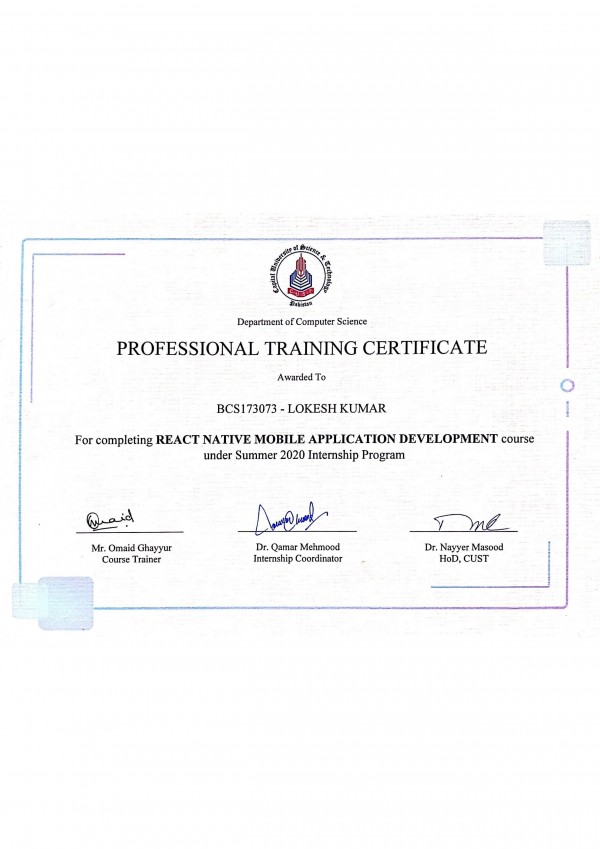 Capital University of Science & Technology
C U S T
Pakistan
Department of Computer Science
PROFESSIONAL TRAINING CERTIFICATE
Awarded To
BCS173073 - LOKESH KUMAR
For completing REACT NATIVE MOBILE APPLICATION DEVELOPMENT course
under Summer 2020 Internship Program
Omaid
Mr. Omaid Ghayyur
Course Trainer
Dr. Qamar Mehmood
Internship Coordinator
Dr. Nayyer Masood
HoD, CUST